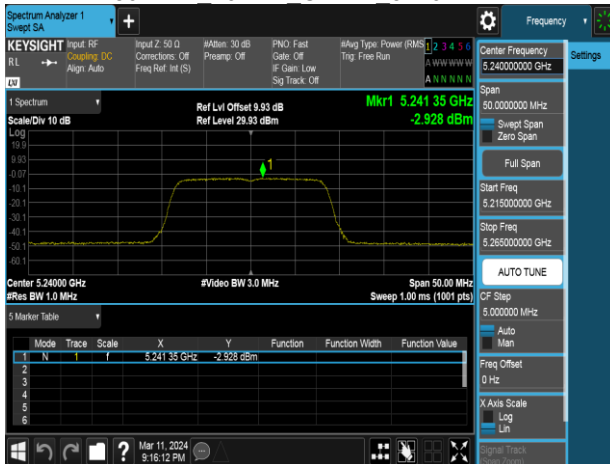 Spectrum Analyzer 1
Swept SA
+
Frequency
KEYSIGHT
RL
LXI
Input: RF
Coupling: DC
Align: Auto
Input Z: 50 Ω
Corrections: Off
Freq Ref: Int (S)
#Atten: 30 dB
Preamp: Off
PNO: Fast
Gate: Off
IF Gain: Low
Sig Track: Off
#Avg Type: Power (RMS
Trig: Free Run
1 2 3 4 5 6
A W W W W W
A N N N N N
Center Frequency
5.240000000 GHz
Settings
Span
50.0000000 MHz
Swept Span
Zero Span
Full Span
Start Freq
5.215000000 GHz
Stop Freq
5.265000000 GHz
AUTO TUNE
CF Step
5.000000 MHz
Auto
Man
Freq Offset
0 Hz
X Axis Scale
Log
Lin
Signal Track
(Span Zoom)
1 Spectrum
Scale/Div 10 dB
Log
Ref Lvl Offset 9.93 dB
Ref Level 29.93 dBm
Mkr1 5.241 35 GHz
-2.928 dBm
19.9
9.93
-0.07
-10.1
-20.1
-30.1
-40.1
-50.1
-60.1
1
Center 5.24000 GHz
#Res BW 1.0 MHz
#Video BW 3.0 MHz
Span 50.00 MHz
Sweep 1.00 ms (1001 pts)
5 Marker Table
Mode Trace Scale X Y Function Function Width Function Value
1 N 1 f 5.241 35 GHz -2.928 dBm
2
3
4
5
6
?
Mar 11, 2024
9:16:12 PM